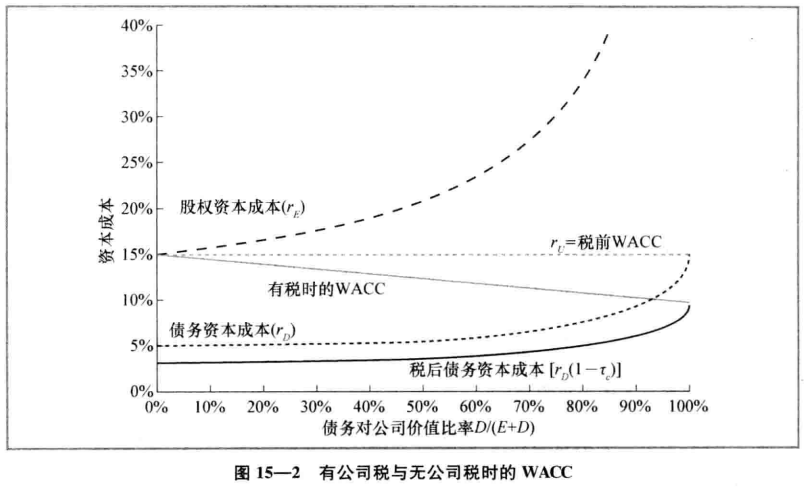 40%
35%
30%
25%
20%
15%
10%
5%
0%
资本成本
股权资本成本(r_E)
r_U=税前WACC
有税时的WACC
债务资本成本(r_D)
税后债务资本成本 [r_D(1－τ_c)]
0% 10% 20% 30% 40% 50% 60% 70% 80% 90% 100%
债务对公司价值比率D/(E+D)
图 15—2 有公司税与无公司税时的 WACC